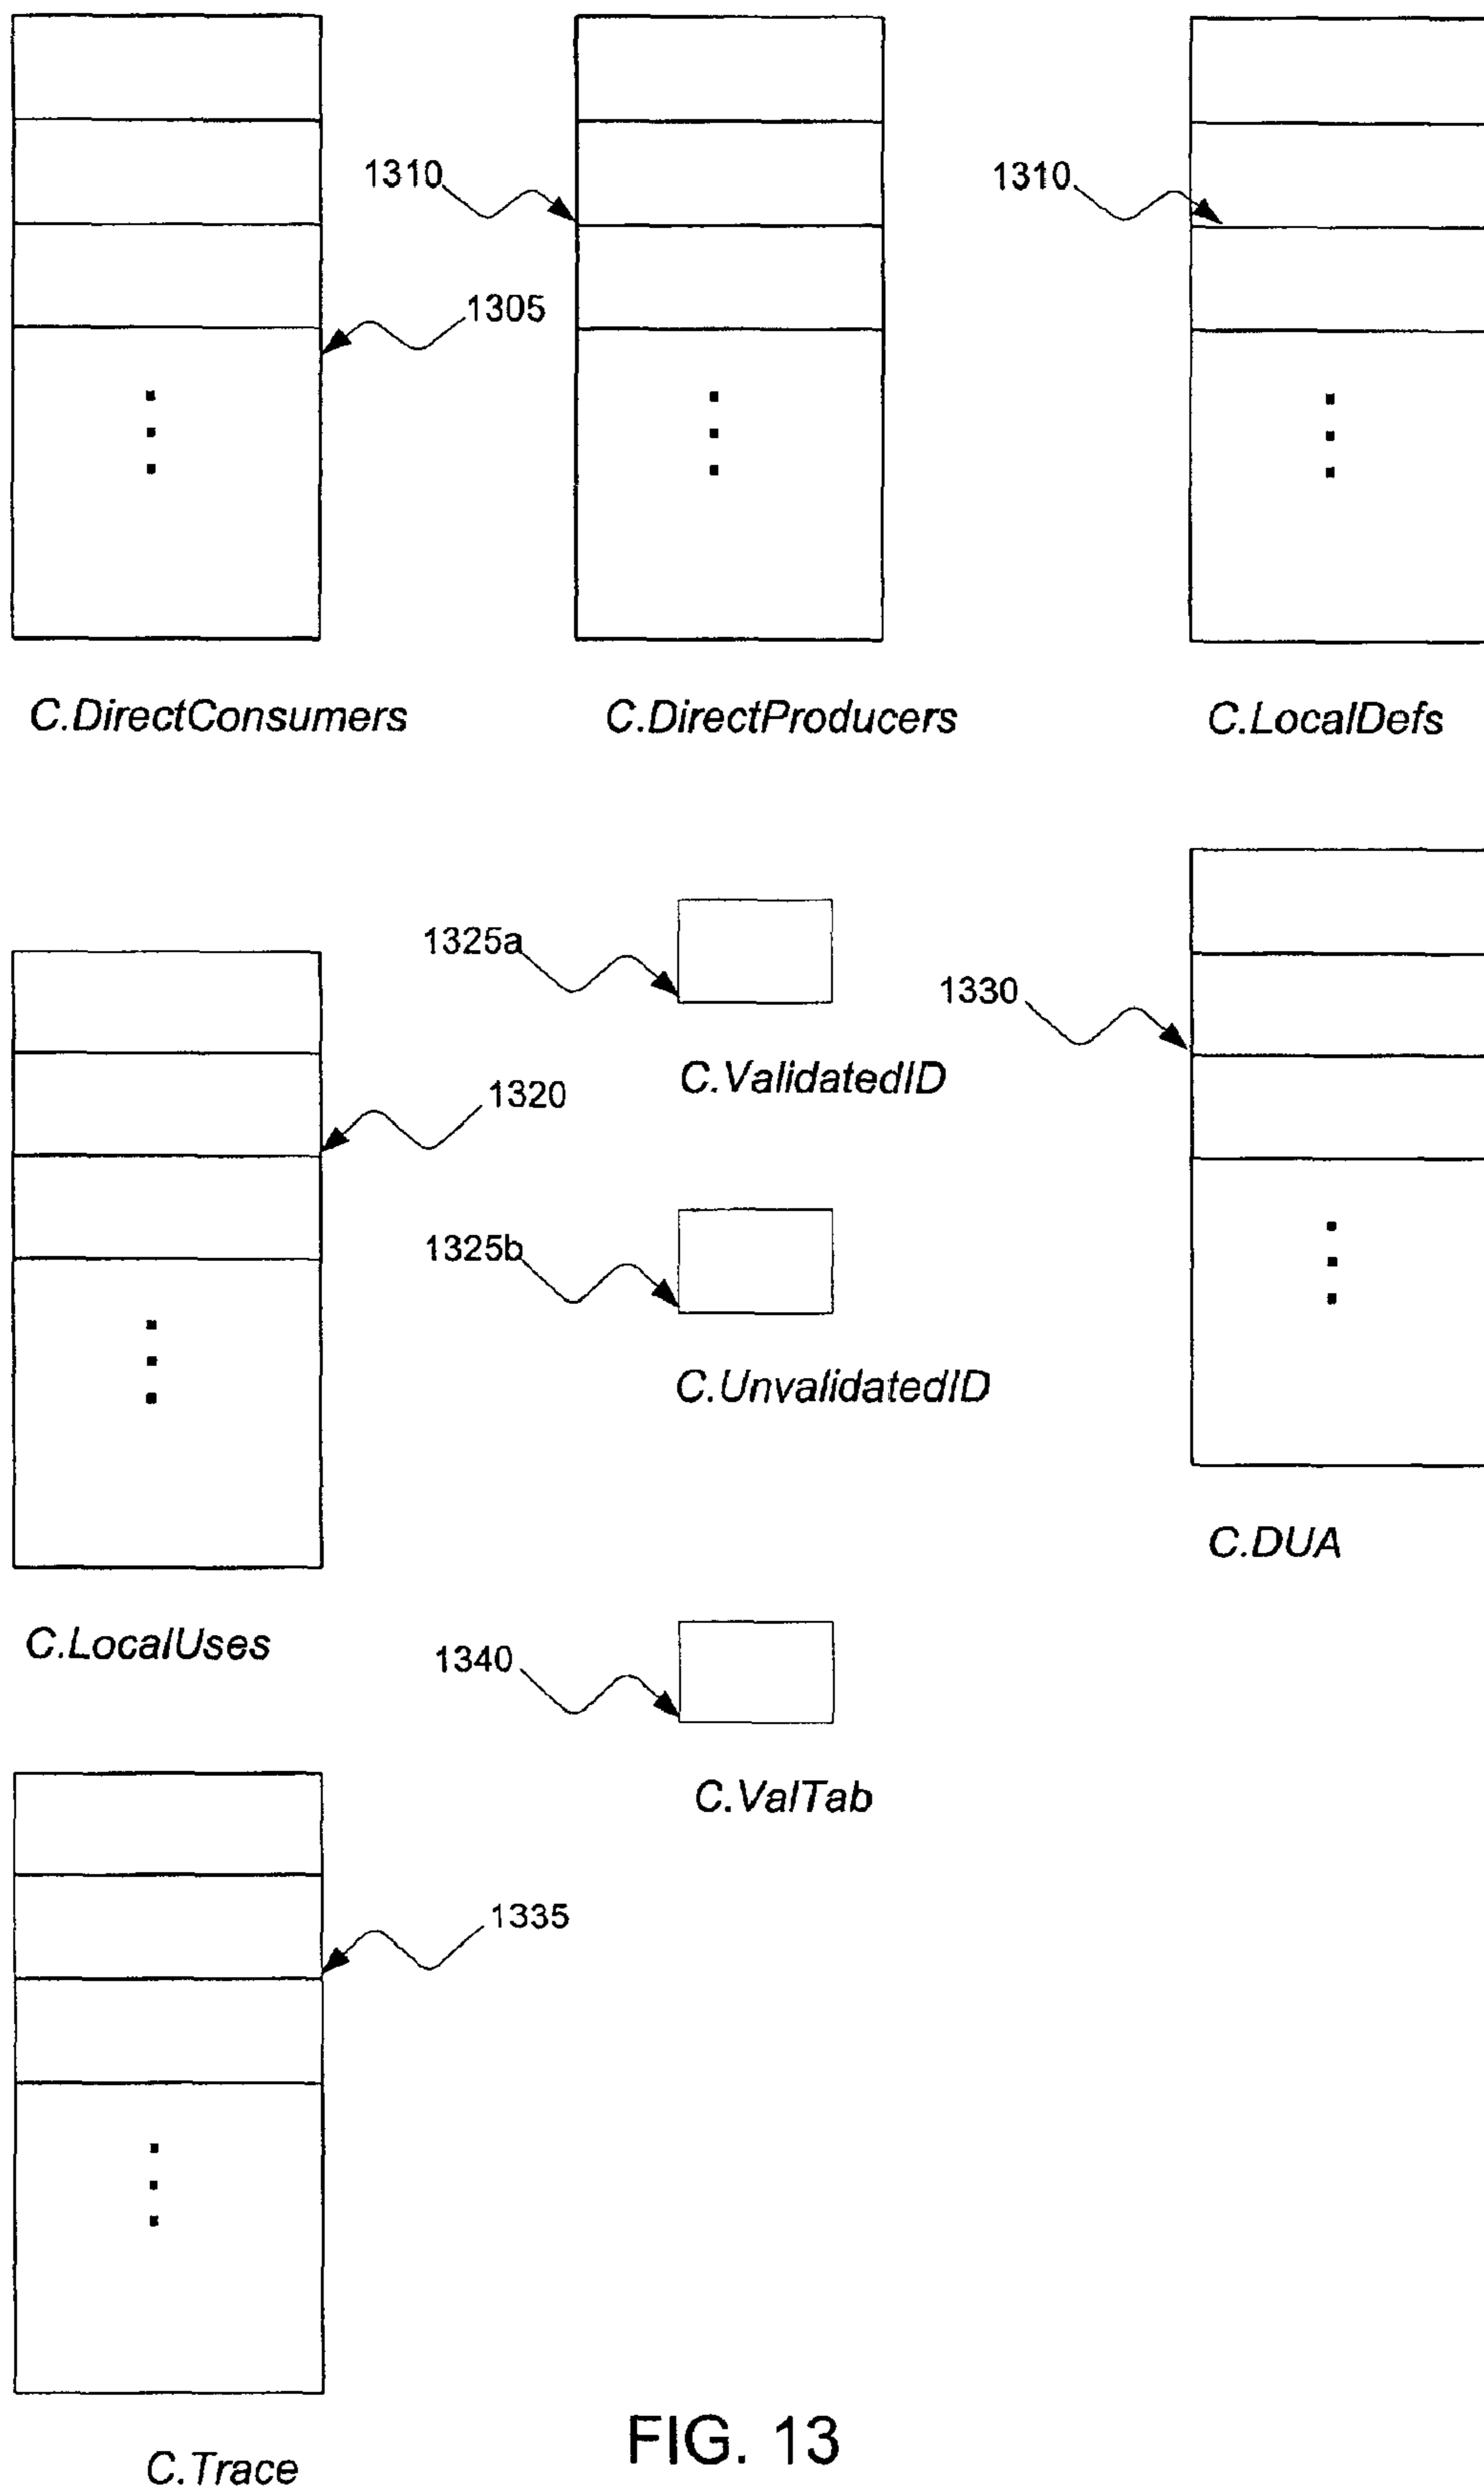 1310
1310
1305
C.DirectConsumers
C.DirectProducers
C.LocalDefs
1325a
1330
C.ValidatedID
1320
1325b
C.UnvalidatedID
C.DUA
C.LocalUses
1340
C.ValTab
1335
FIG. 13
C.Trace